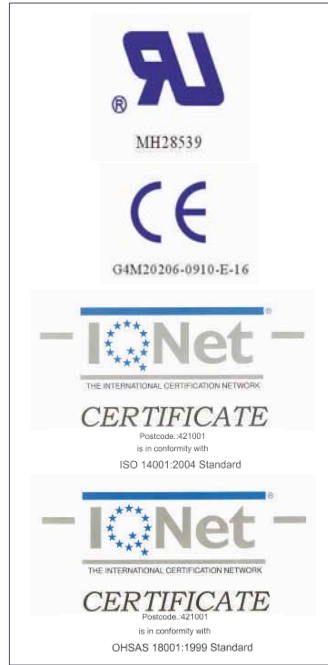 RU
®
MH28539
CE
G4M20206-0910-E-16
®
IQNet
THE INTERNATIONAL CERTIFICATION NETWORK
CERTIFICATE
Postcode.:421001
is in conformity with
ISO 14001:2004 Standard
®
IQNet
THE INTERNATIONAL CERTIFICATION NETWORK
CERTIFICATE
Postcode.:421001
is in conformity with
OHSAS 18001:1999 Standard